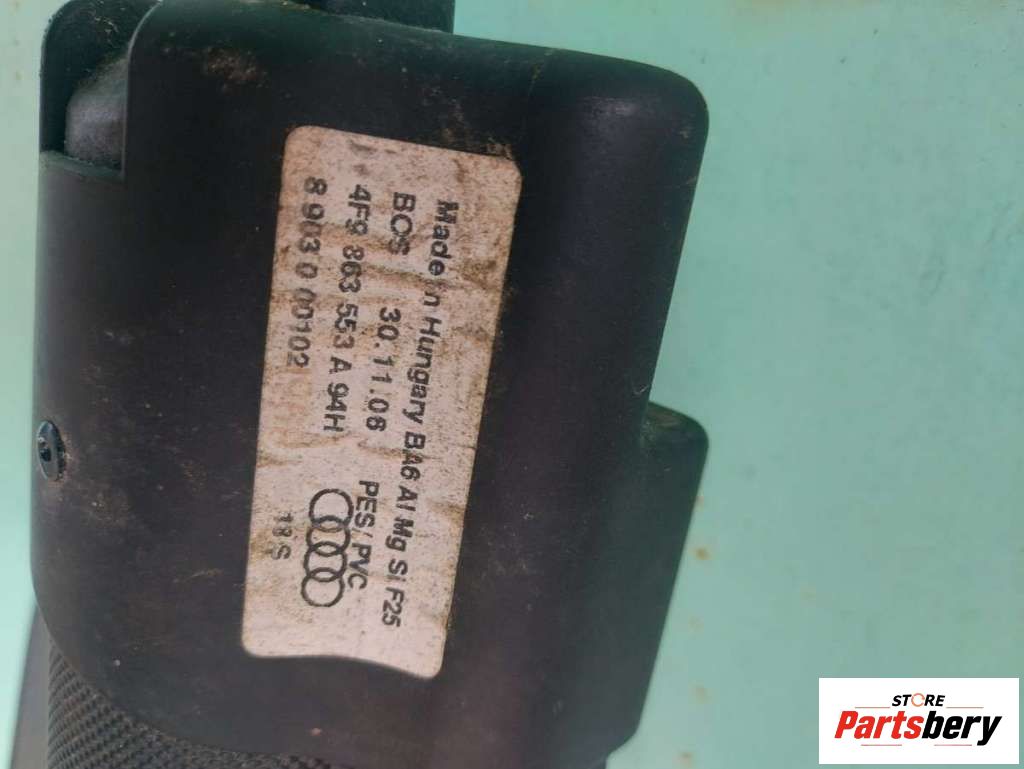 Made in Hungary BA6 Al Mg Si F25
BOS 30.11.06 PES/PVC
4F9 863 553 A 94H
8 903 0 00102 18 S
STORE
Partsbery